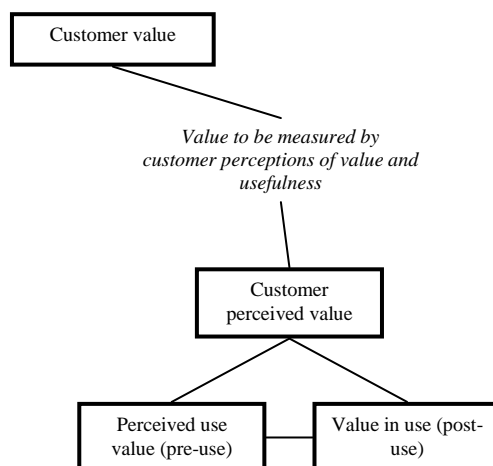 Customer value
Value to be measured by
customer perceptions of value and
usefulness
Customer
perceived value
Perceived use
value (pre-use)
Value in use (post-
use)